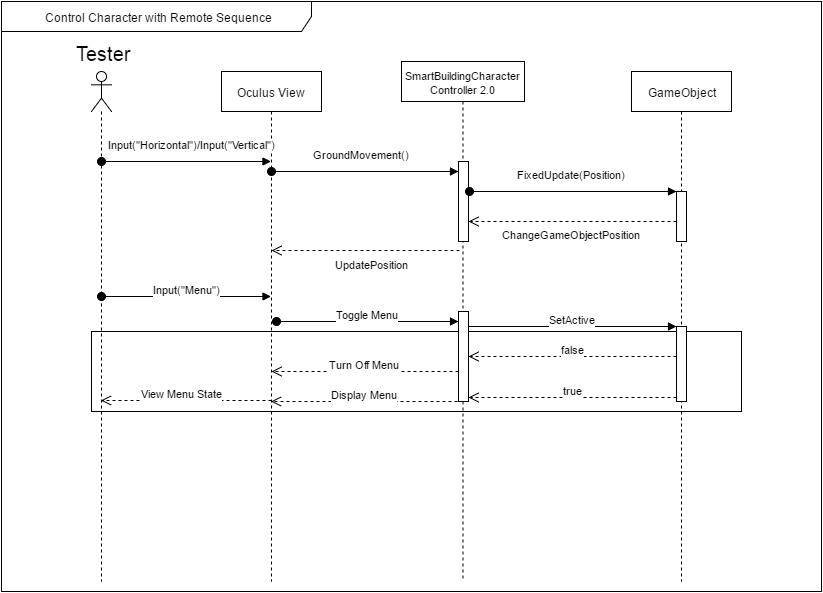 Control Character with Remote Sequence
Tester
Oculus View
SmartBuildingCharacter
Controller 2.0
GameObject
Input("Horizontal")/Input("Vertical")
GroundMovement()
FixedUpdate(Position)
ChangeGameObjectPosition
UpdatePosition
Input("Menu")
Toggle Menu
SetActive
false
Turn Off Menu
true
View Menu State
Display Menu